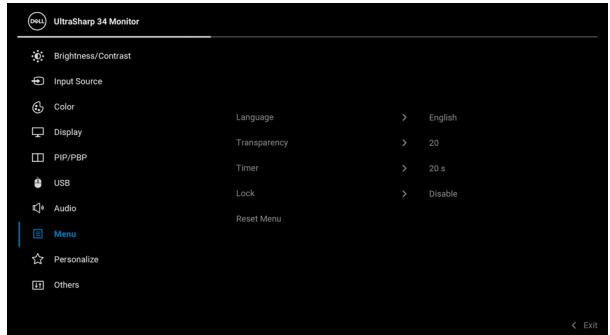 DELL UltraSharp 34 Monitor
Brightness/Contrast
Input Source
Color
Display
PIP/PBP
USB
Audio
Menu
Personalize
Others
Language > English
Transparency > 20
Timer > 20 s
Lock > Disable
Reset Menu
< Exit